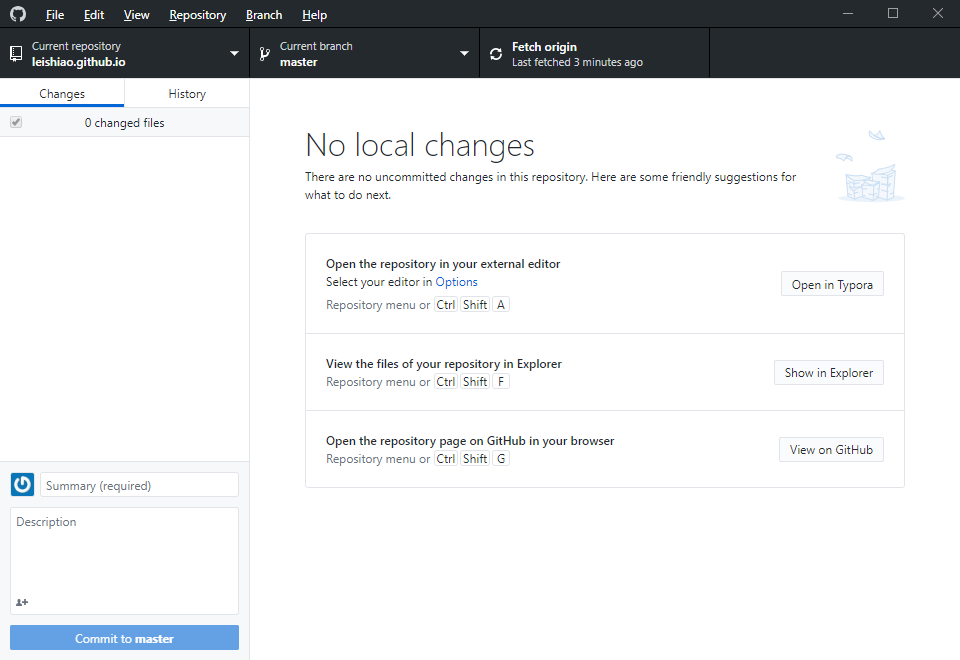 File Edit View Repository Branch Help
Current repository
leishiao.github.io
Current branch
master
Fetch origin
Last fetched 3 minutes ago
Changes History
0 changed files
No local changes
There are no uncommitted changes in this repository. Here are some friendly suggestions for
what to do next.
Open the repository in your external editor
Select your editor in Options
Repository menu or Ctrl Shift A
Open in Typora
View the files of your repository in Explorer
Repository menu or Ctrl Shift F
Show in Explorer
Open the repository page on GitHub in your browser
Repository menu or Ctrl Shift G
View on GitHub
Summary (required)
Description
Commit to master